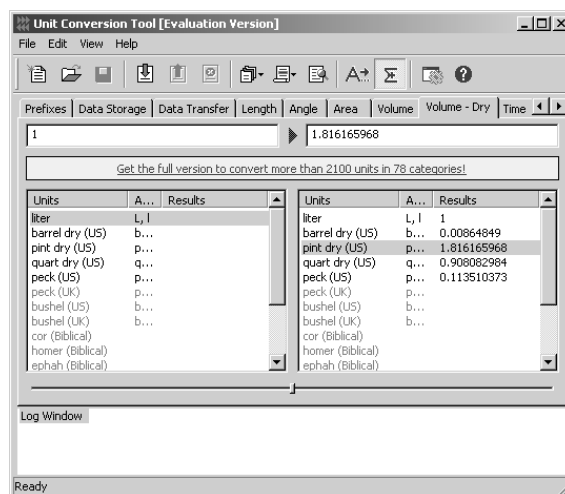 Unit Conversion Tool [Evaluation Version]
File Edit View Help
Prefixes Data Storage Data Transfer Length Angle Area Volume Volume - Dry Time
1 1.816165968
Get the full version to convert more than 2100 units in 78 categories!
Units A... Results Units A... Results
liter L, l liter L, l 1
barrel dry (US) b... barrel dry (US) b... 0.00864849
pint dry (US) p... pint dry (US) p... 1.816165968
quart dry (US) q... quart dry (US) q... 0.908082984
peck (US) p... peck (US) p... 0.113510373
peck (UK) p... peck (UK) p...
bushel (US) b... bushel (US) b...
bushel (UK) b... bushel (UK) b...
cor (Biblical) cor (Biblical)
homer (Biblical) homer (Biblical)
ephah (Biblical) ephah (Biblical)
Log Window
Ready